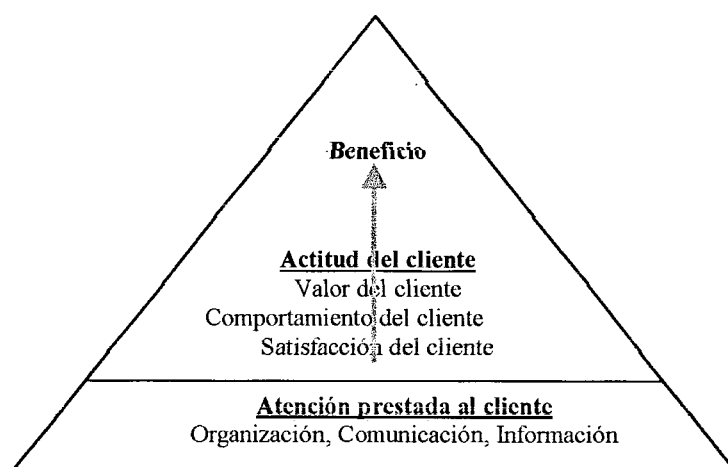 Beneficio
Actitud del cliente
Valor del cliente
Comportamiento del cliente
Satisfacción del cliente
Atención prestada al cliente
Organización, Comunicación, Información